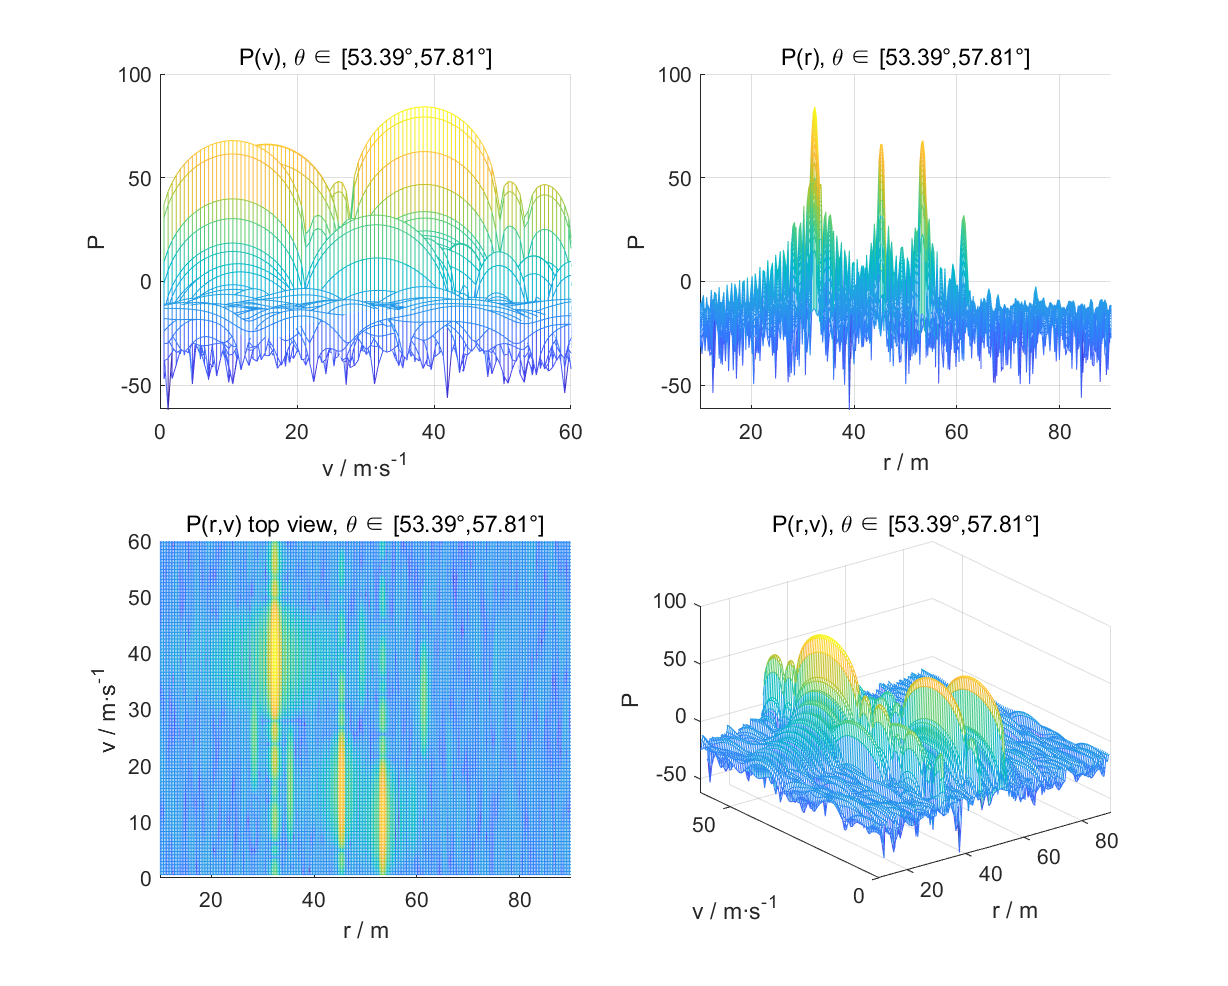 P(v), θ ∈ [53.39°,57.81°]
100
50
0
-50
P
0
20
40
60
v / m·s⁻¹
P(r), θ ∈ [53.39°,57.81°]
100
50
0
-50
P
20
40
60
80
r / m
P(r,v) top view, θ ∈ [53.39°,57.81°]
60
50
40
30
20
10
0
v / m·s⁻¹
20
40
60
80
r / m
P(r,v), θ ∈ [53.39°,57.81°]
100
50
0
-50
P
50
0
v / m·s⁻¹
20
40
60
80
r / m